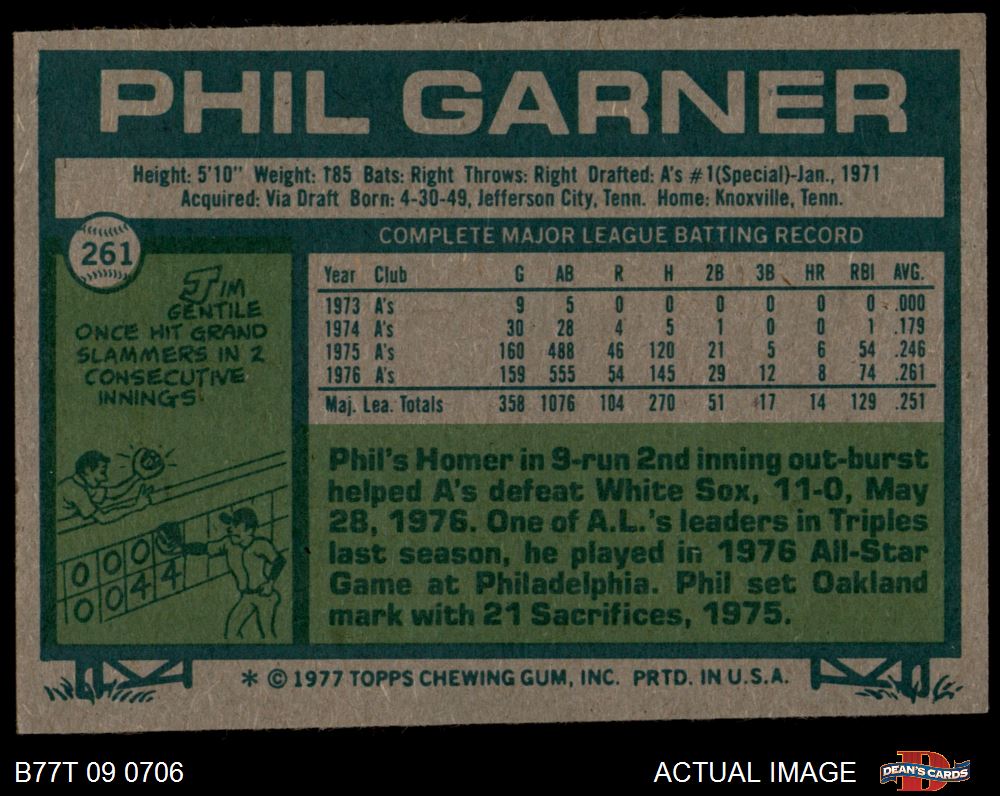 PHIL GARNER
Height: 5'10" Weight: 185 Bats: Right Throws: Right Drafted: A's #1(Special)-Jan., 1971
Acquired: Via Draft Born: 4-30-49, Jefferson City, Tenn. Home: Knoxville, Tenn.
261
JIM
GENTILE
ONCE HIT GRAND
SLAMMERS IN 2
CONSECUTIVE
INNINGS
0 0 0
0 0 4 4
COMPLETE MAJOR LEAGUE BATTING RECORD
Year Club G AB R H 2B 3B HR RBI AVG.
1973 A's 9 5 0 0 0 0 0 0 .000
1974 A's 30 28 4 5 1 0 0 1 .179
1975 A's 160 488 46 120 21 5 6 54 .246
1976 A's 159 555 54 145 29 12 8 74 .261
Maj. Lea. Totals 358 1076 104 270 51 17 14 129 .251
Phil's Homer in 9-run 2nd inning out-burst
helped A's defeat White Sox, 11-0, May
28, 1976. One of A.L.'s leaders in Triples
last season, he played in 1976 All-Star
Game at Philadelphia. Phil set Oakland
mark with 21 Sacrifices, 1975.
* © 1977 TOPPS CHEWING GUM, INC. PRTD. IN U.S.A.
B77T 09 0706
ACTUAL IMAGE
D
DEAN'S CARDS